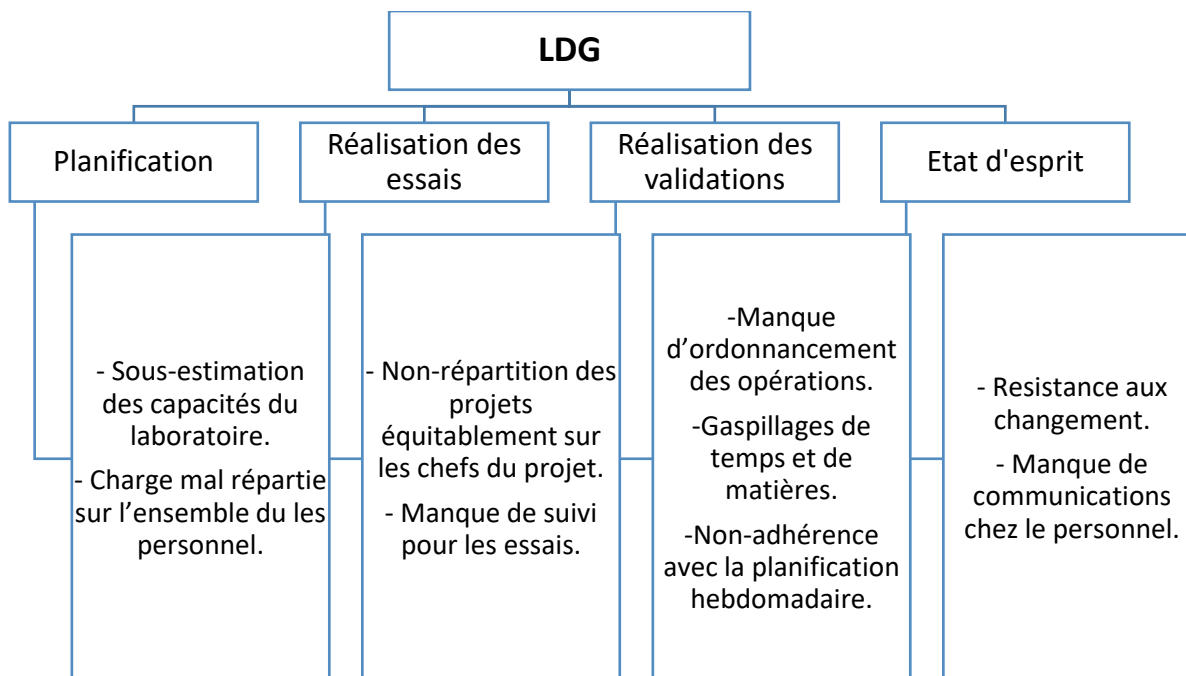 LDG
Planification
Réalisation des
essais
Réalisation des
validations
Etat d'esprit
- Sous-estimation
des capacités du
laboratoire.
- Charge mal répartie
sur l’ensemble du les
personnel.
- Non-répartition des
projets
équitablement sur
les chefs du projet.
- Manque de suivi
pour les essais.
-Manque
d’ordonnancement
des opérations.
-Gaspillages de
temps et de
matières.
-Non-adhérence
avec la planification
hebdomadaire.
- Resistance aux
changement.
- Manque de
communications
chez le personnel.